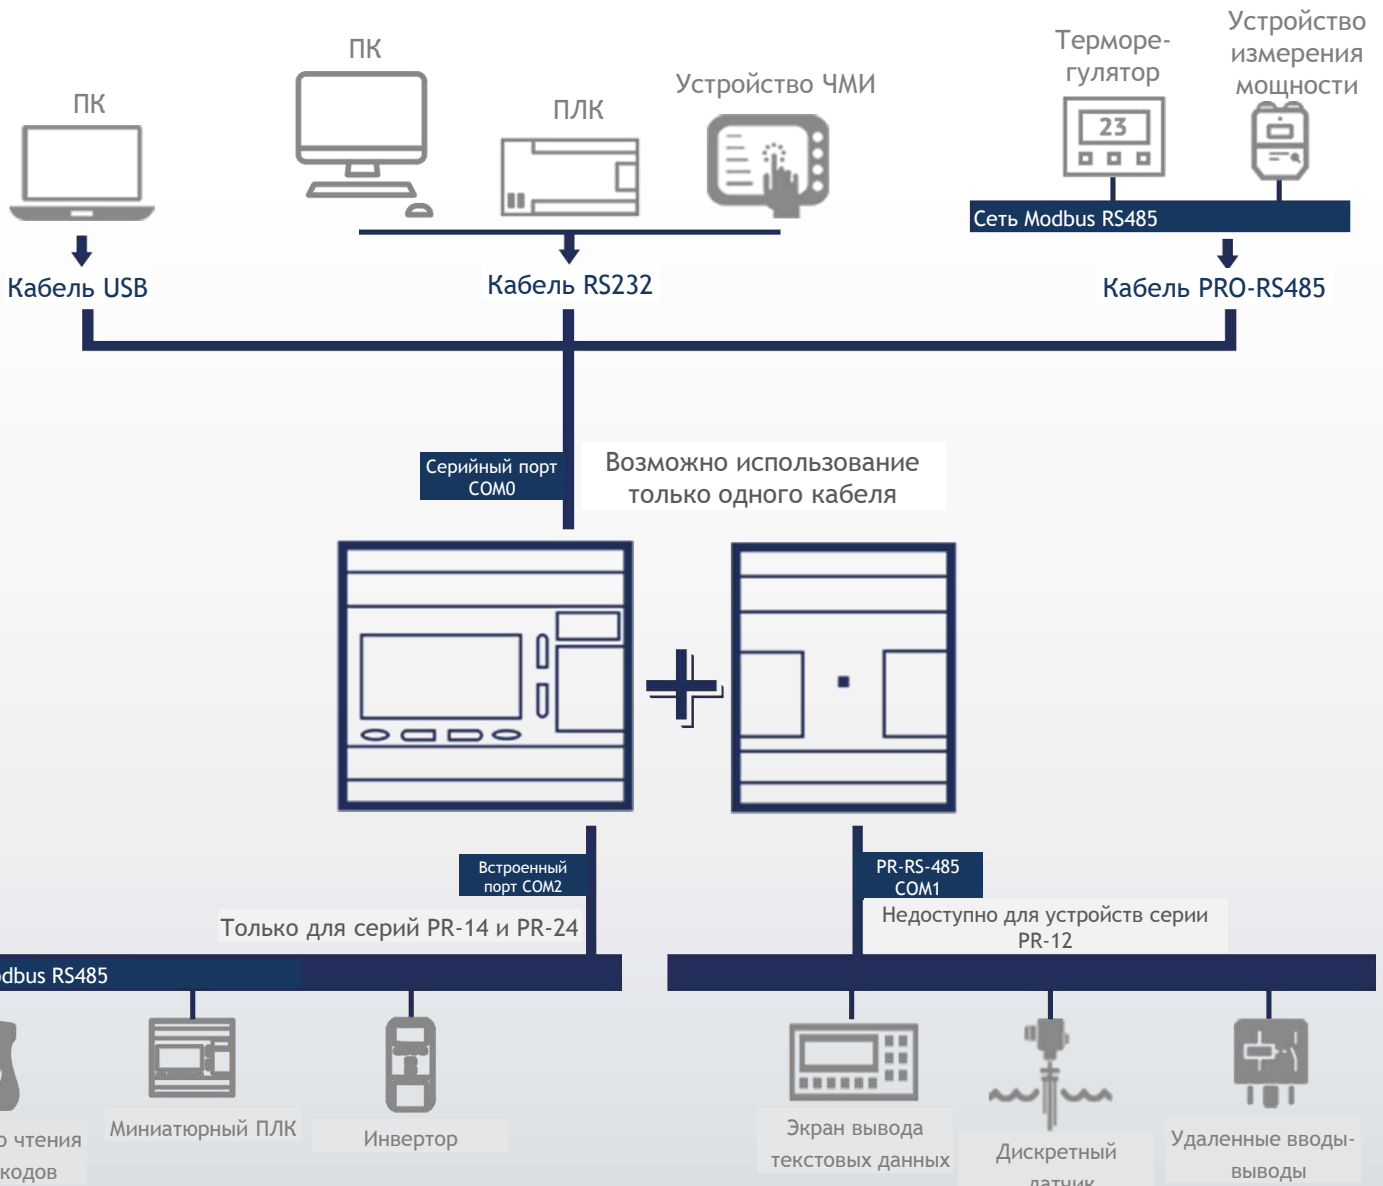 ПК
ПК
ПЛК
Устройство ЧМИ
Терморе-
гулятор
23
Устройство
измерения
мощности
Сеть Modbus RS485
Кабель USB
Кабель RS232
Кабель PRO-RS485
Серийный порт
COM0
Возможно использование
только одного кабеля
Встроенный
порт COM2
Только для серий PR-14 и PR-24
PR-RS-485
COM1
Недоступно для устройств серии
PR-12
dbus RS485
чтения
кодов
Миниатюрный ПЛК
Инвертор
Экран вывода
текстовых данных
Дискретный
датчик
Удаленные вводы-
выводы